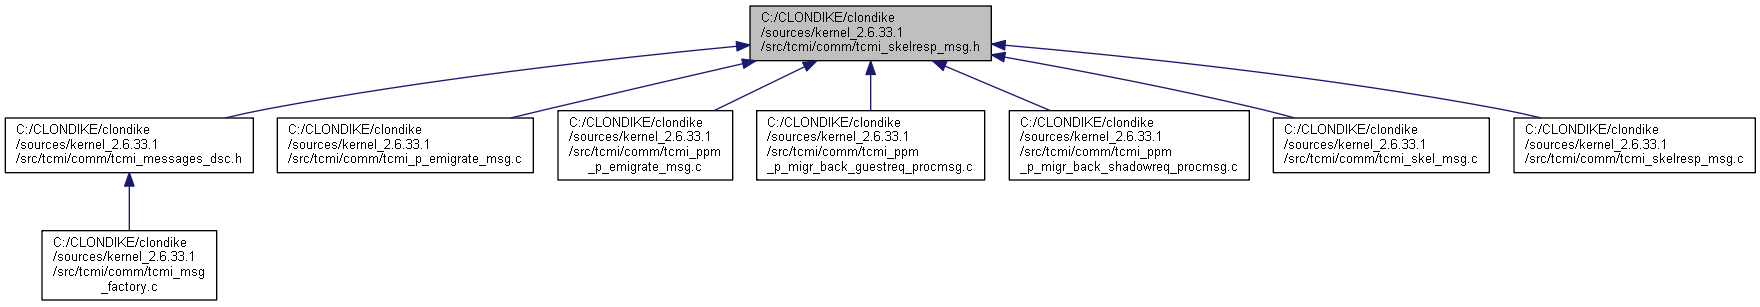 C:/CLONDIKE/clondike
/sources/kernel_2.6.33.1
/src/tcmi/comm/tcmi_skelresp_msg.h
C:/CLONDIKE/clondike
/sources/kernel_2.6.33.1
/src/tcmi/comm/tcmi_messages_dsc.h
C:/CLONDIKE/clondike
/sources/kernel_2.6.33.1
/src/tcmi/comm/tcmi_p_emigrate_msg.c
C:/CLONDIKE/clondike
/sources/kernel_2.6.33.1
/src/tcmi/comm/tcmi_ppm
_p_emigrate_msg.c
C:/CLONDIKE/clondike
/sources/kernel_2.6.33.1
/src/tcmi/comm/tcmi_ppm
_p_migr_back_guestreq_procmsg.c
C:/CLONDIKE/clondike
/sources/kernel_2.6.33.1
/src/tcmi/comm/tcmi_ppm
_p_migr_back_shadowreq_procmsg.c
C:/CLONDIKE/clondike
/sources/kernel_2.6.33.1
/src/tcmi/comm/tcmi_skel_msg.c
C:/CLONDIKE/clondike
/sources/kernel_2.6.33.1
/src/tcmi/comm/tcmi_skelresp_msg.c
C:/CLONDIKE/clondike
/sources/kernel_2.6.33.1
/src/tcmi/comm/tcmi_msg
_factory.c